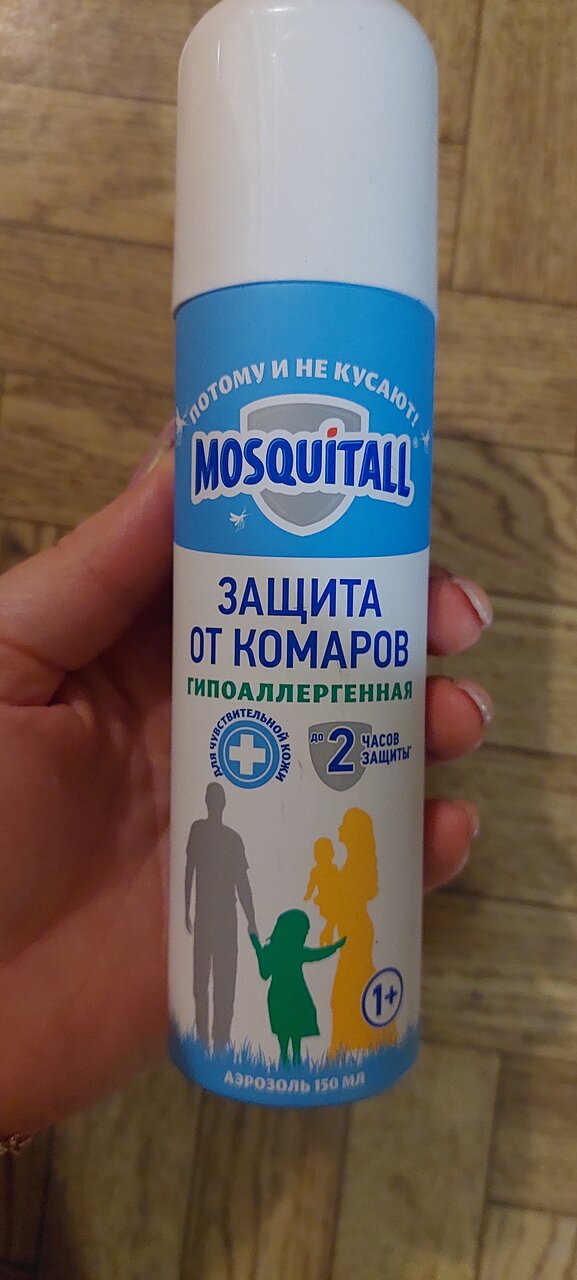 ПОТОМУ И НЕ КУСАЮТ!
MOSQUITALL®
ЗАЩИТА
ОТ КОМАРОВ
ГИПОАЛЛЕРГЕННАЯ
ДЛЯ ЧУВСТВИТЕЛЬНОЙ КОЖИ
ДО 2 ЧАСОВ
ЗАЩИТЫ*
1+
АЭРОЗОЛЬ 150 МЛ